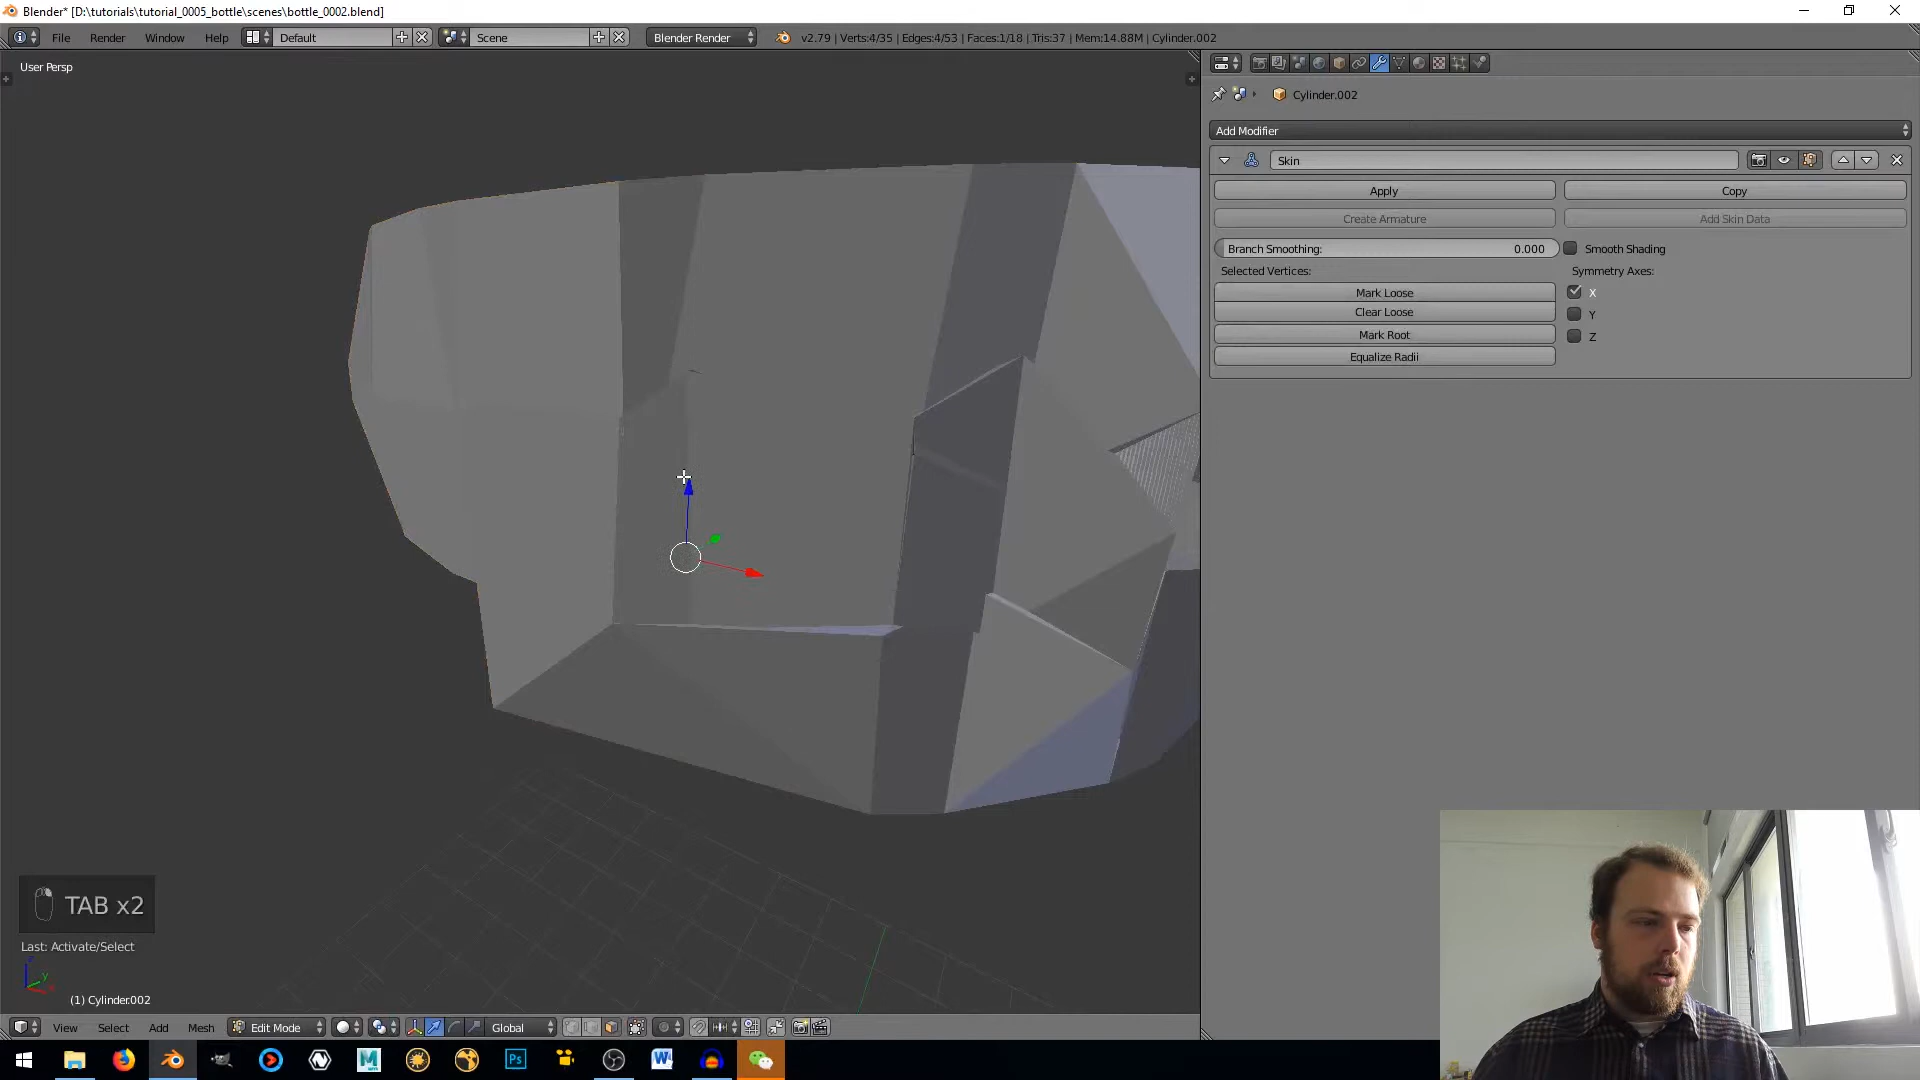 Blender* [D:\tutorials\tutorial_0005_bottle\scenes\bottle_0002.blend]
File Render Window Help Default Scene Blender Render v2.79 | Verts:4/35 | Edges:4/53 | Faces:1/18 | Tris:37 | Mem:14.88M | Cylinder.002
User Persp
Cylinder.002
Add Modifier
Skin
Apply Copy
Create Armature Add Skin Data
Branch Smoothing: 0.000 Smooth Shading
Selected Vertices: Symmetry Axes:
Mark Loose X
Clear Loose Y
Mark Root Z
Equalize Radii
TAB x2
Last: Activate/Select
(1) Cylinder.002
View Select Add Mesh Edit Mode Global